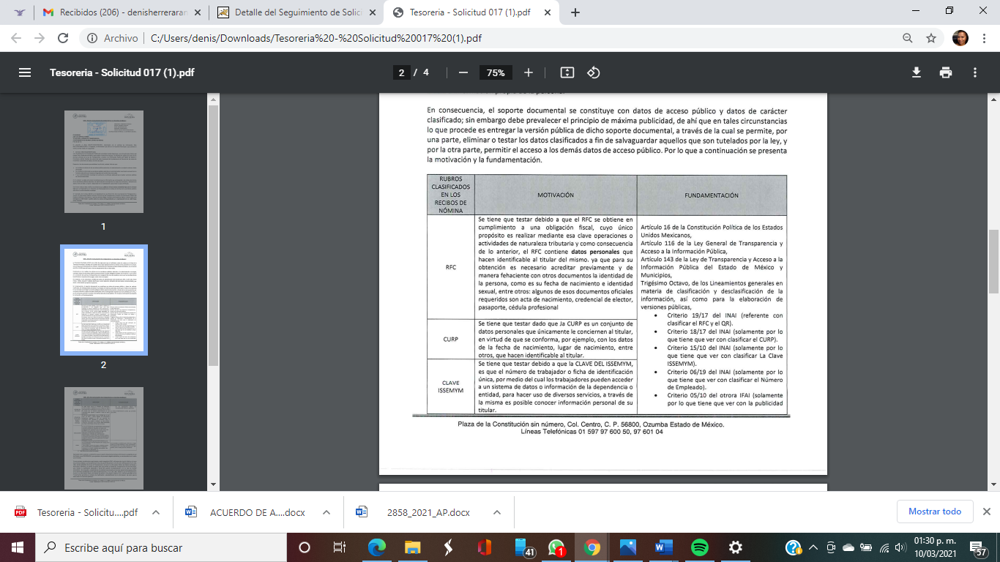 Recibidos (206) - denisherreraran
Detalle del Seguimiento de Solici
Tesoreria - Solicitud 017 (1).pdf
Archivo
C:/Users/denis/Downloads/Tesoreria%20-%20Solicitud%20017%20(1).pdf
Tesoreria - Solicitud 017 (1).pdf
2 / 4
75%
1
2
En consecuencia, el soporte documental se constituye con datos de acceso público y datos de carácter
clasificado; sin embargo debe prevalecer el principio de máxima publicidad, de ahí que en tales circunstancias
lo que procede es entregar la versión pública de dicho soporte documental, a través de la cual se permite, por
una parte, eliminar o testar los datos clasificados a fin de salvaguardar aquellos que son tutelados por la ley, y
por la otra parte, permitir el acceso a los demás datos de acceso público. Por lo que a continuación se presenta
la motivación y la fundamentación.
RUBROS
CLASIFICADOS
EN LOS
RECIBOS DE
NÓMINA
MOTIVACIÓN
FUNDAMENTACIÓN
RFC
Se tiene que testar debido a que el RFC se obtiene en
cumplimiento a una obligación fiscal, cuyo único
propósito es realizar mediante esa clave operaciones o
actividades de naturaleza tributaria y como consecuencia
de lo anterior, el RFC contiene datos personales que
hacen identificable al titular del mismo. ya que para su
obtención es necesario acreditar previamente y de
manera fehaciente con otros documentos la identidad de
la persona, como es su fecha de nacimiento e identidad
sexual, entre otros: algunos de esos documentos oficiales
requeridos son acta de nacimiento, credencial de elector,
pasaporte, cédula profesional
CURP
Se tiene que testar dado que Ja CURP es un conjunto de
datos personales que únicamente le conciernen al titular,
en virtud de que se conforma, por ejemplo, con los datos
de la fecha de nacimiento, lugar de nacimiento, entre
otros, que hacen identificable al titular.
CLAVE
ISSEMYM
Se tiene que testar debido a que la CLAVE DEL ISSEMYM,
es que el número de trabajador o ficha de identificación
única, por medio del cual los trabajadores pueden acceder
a un sistema de datos o información de la dependencia o
entidad, para hacer uso de diversos servicios, a través de
la misma es posible conocer información personal de su
titular.
Artículo 16 de la Constitución Política de los Estados
Unidos Mexicanos,
Artículo 116 de la Ley General de Transparencia y
Acceso a la Información Pública,
Artículo 143 de la Ley de Transparencia y Acceso a la
Información Pública del Estado de México y
Municipios,
Trigésimo Octavo, de los Lineamientos generales en
materia de clasificación y desclasificación de la
información, así como para la elaboración de
versiones públicas,
• Criterio 19/17 del INAI (referente con
clasificar el RFC y el QR).
• Criterio 18/17 del INAI (solamente por lo
que tiene que ver con clasificar el CURP).
• Criterio 15/10 del INAI (solamente por lo
que tiene que ver con clasificar La Clave
ISSEMYM).
• Criterio 06/19 del INAI (solamente por lo
que tiene que ver con clasificar el Número
de Empleado).
• Criterio 05/10 del otrora IFAI (solamente
por lo que tiene que ver con la publicidad
Plaza de la Constitución sin número, Col. Centro, C. P. 56800, Ozumba Estado de México.
Líneas Telefónicas 01 597 97 600 50, 97 601 04
Tesoreria - Solicitu....pdf
ACUERDO DE A....docx
2858_2021_AP.docx
Mostrar todo
Escribe aquí para buscar
41
1
01:30 p. m.
10/03/2021
57